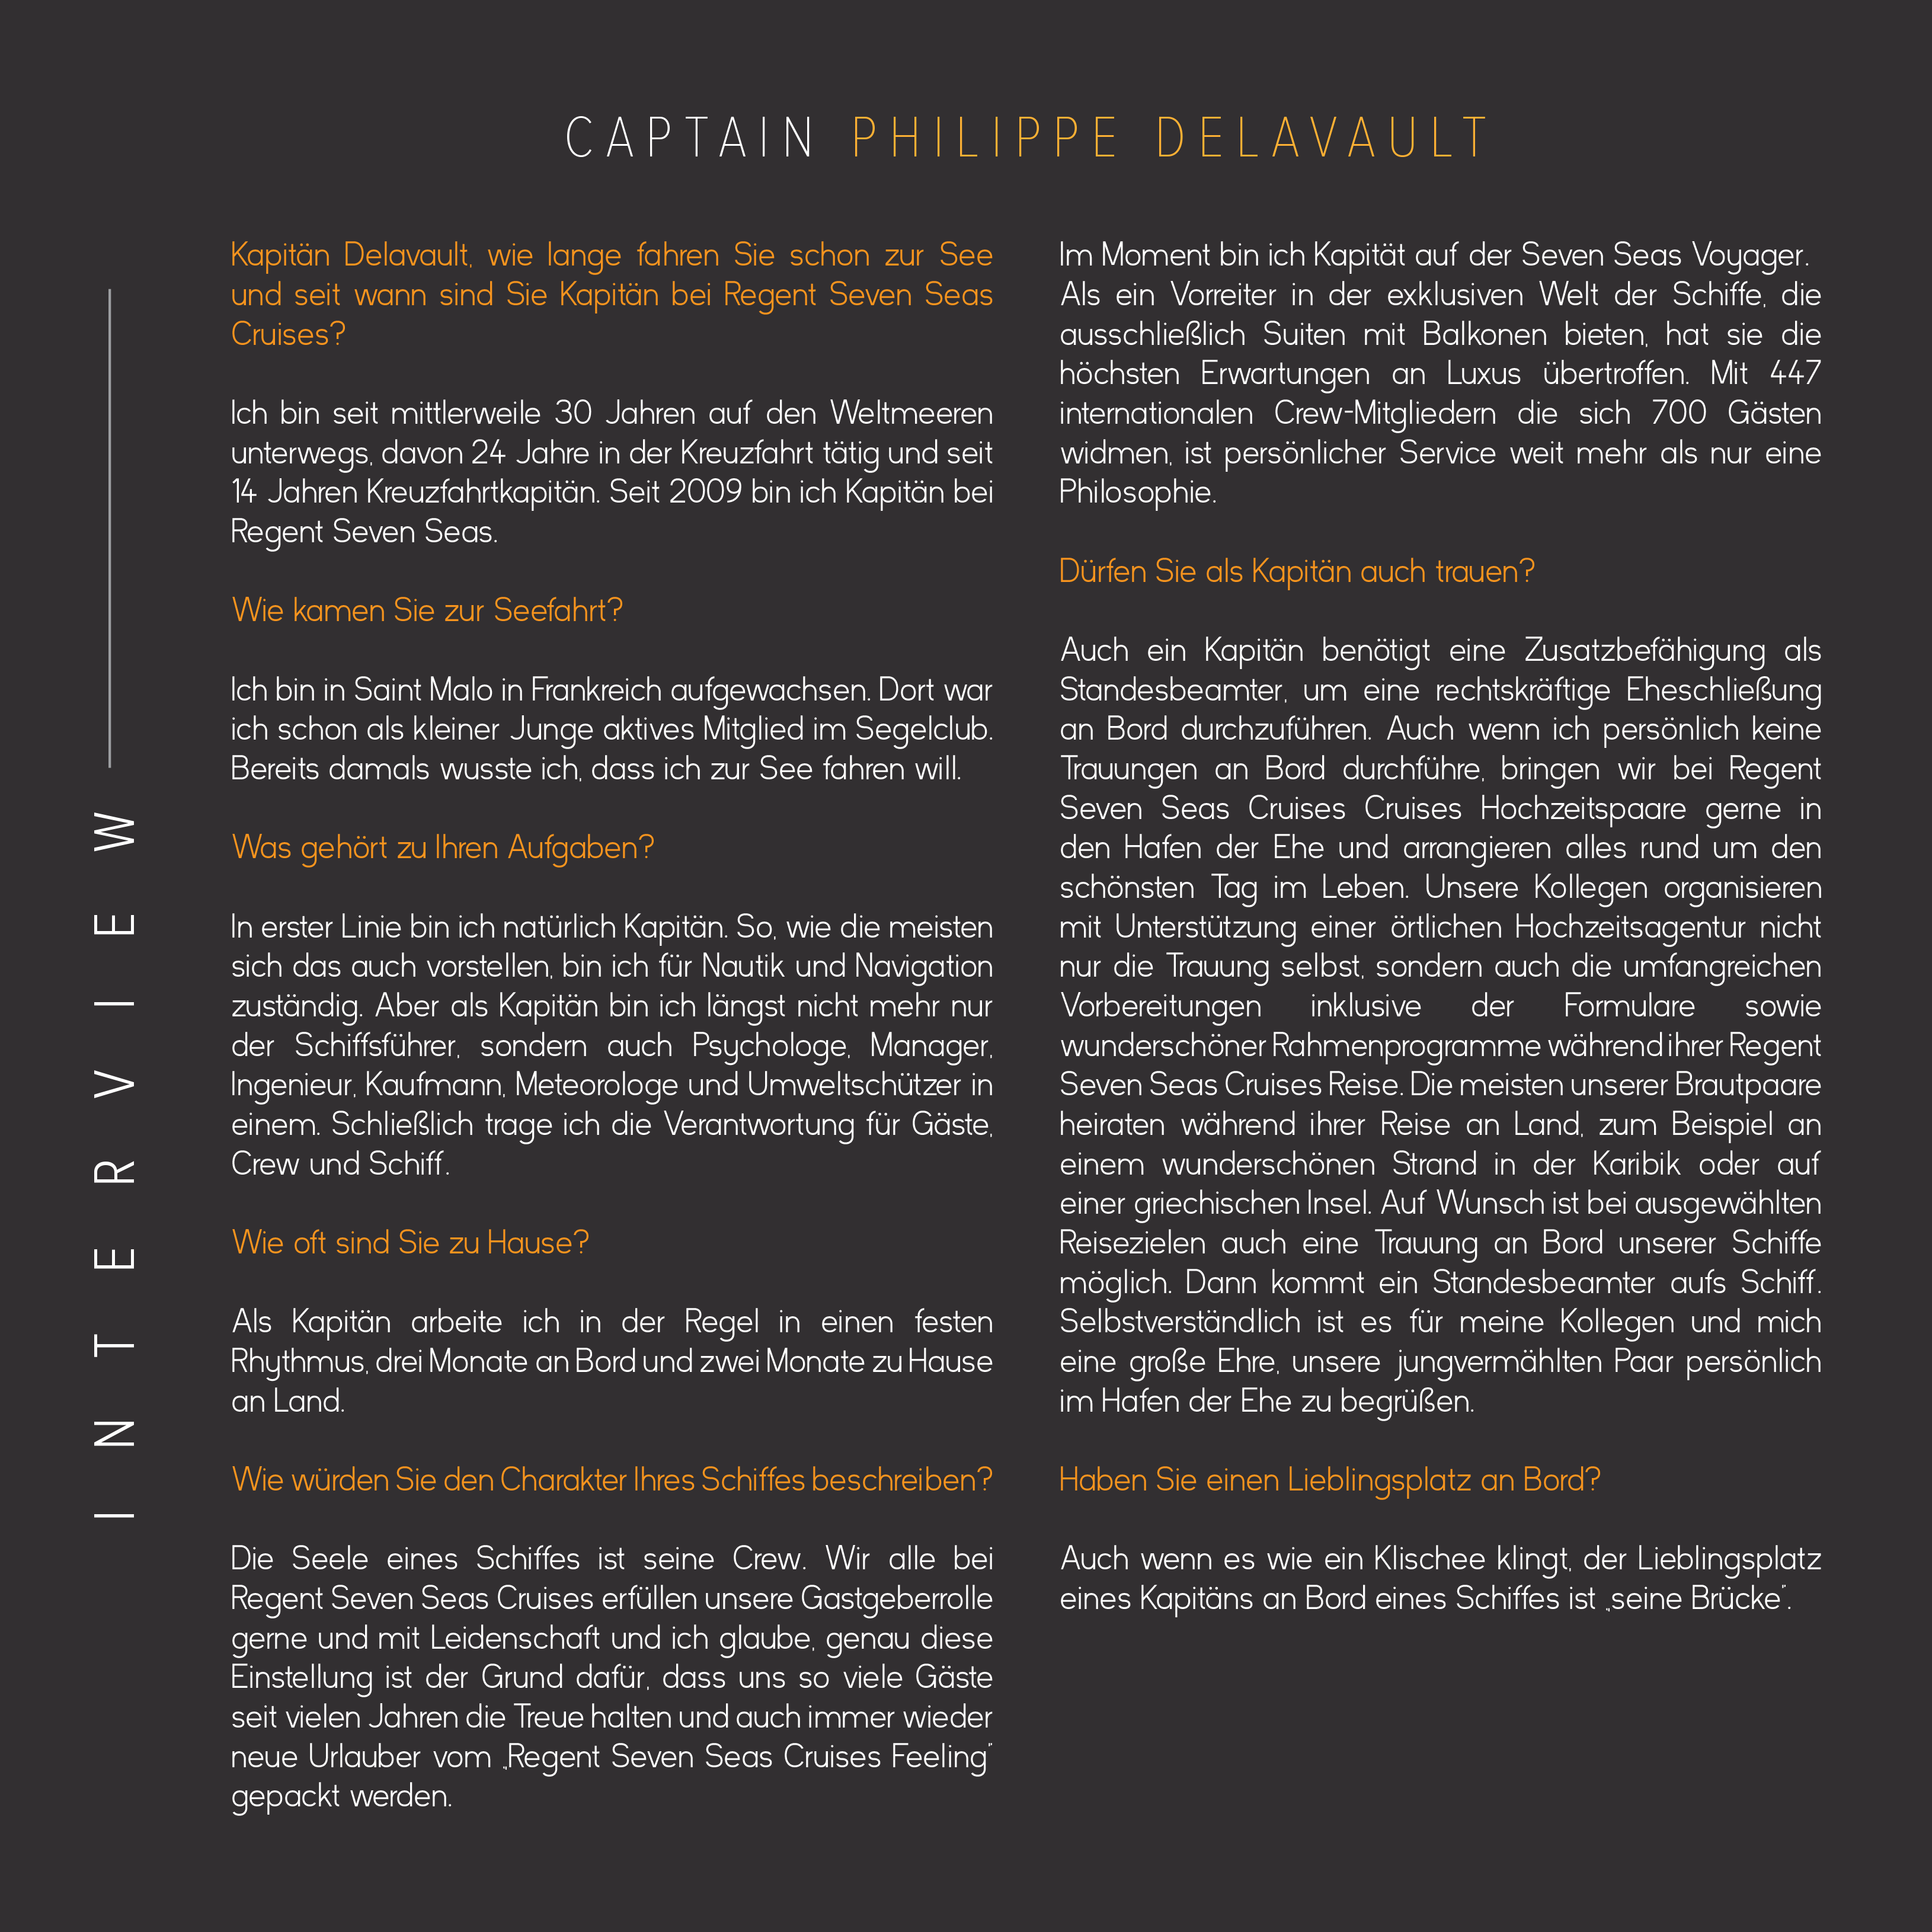 CAPTAIN PHILIPPE DELAVAULT
INTERVIEW
Kapitän Delavault, wie lange fahren Sie schon zur See
und seit wann sind Sie Kapitän bei Regent Seven Seas
Cruises?
Ich bin seit mittlerweile 30 Jahren auf den Weltmeeren
unterwegs, davon 24 Jahre in der Kreuzfahrt tätig und seit
14 Jahren Kreuzfahrtkapitän. Seit 2009 bin ich Kapitän bei
Regent Seven Seas.
Wie kamen Sie zur Seefahrt?
Ich bin in Saint Malo in Frankreich aufgewachsen. Dort war
ich schon als kleiner Junge aktives Mitglied im Segelclub.
Bereits damals wusste ich, dass ich zur See fahren will.
Was gehört zu Ihren Aufgaben?
In erster Linie bin ich natürlich Kapitän. So, wie die meisten
sich das auch vorstellen, bin ich für Nautik und Navigation
zuständig. Aber als Kapitän bin ich längst nicht mehr nur
der Schiffsführer, sondern auch Psychologe, Manager,
Ingenieur, Kaufmann, Meteorologe und Umweltschützer in
einem. Schließlich trage ich die Verantwortung für Gäste,
Crew und Schiff.
Wie oft sind Sie zu Hause?
Als Kapitän arbeite ich in der Regel in einen festen
Rhythmus, drei Monate an Bord und zwei Monate zu Hause
an Land.
Wie würden Sie den Charakter Ihres Schiffes beschreiben?
Die Seele eines Schiffes ist seine Crew. Wir alle bei
Regent Seven Seas Cruises erfüllen unsere Gastgeberrolle
gerne und mit Leidenschaft und ich glaube, genau diese
Einstellung ist der Grund dafür, dass uns so viele Gäste
seit vielen Jahren die Treue halten und auch immer wieder
neue Urlauber vom „Regent Seven Seas Cruises Feeling“
gepackt werden.
Im Moment bin ich Kapität auf der Seven Seas Voyager.
Als ein Vorreiter in der exklusiven Welt der Schiffe, die
ausschließlich Suiten mit Balkonen bieten, hat sie die
höchsten Erwartungen an Luxus übertroffen. Mit 447
internationalen Crew-Mitgliedern die sich 700 Gästen
widmen, ist persönlicher Service weit mehr als nur eine
Philosophie.
Dürfen Sie als Kapitän auch trauen?
Auch ein Kapitän benötigt eine Zusatzbefähigung als
Standesbeamter, um eine rechtskräftige Eheschließung
an Bord durchzuführen. Auch wenn ich persönlich keine
Trauungen an Bord durchführe, bringen wir bei Regent
Seven Seas Cruises Cruises Hochzeitspaare gerne in
den Hafen der Ehe und arrangieren alles rund um den
schönsten Tag im Leben. Unsere Kollegen organisieren
mit Unterstützung einer örtlichen Hochzeitsagentur nicht
nur die Trauung selbst, sondern auch die umfangreichen
Vorbereitungen inklusive der Formulare sowie
wunderschöner Rahmenprogramme während ihrer Regent
Seven Seas Cruises Reise. Die meisten unserer Brautpaare
heiraten während ihrer Reise an Land, zum Beispiel an
einem wunderschönen Strand in der Karibik oder auf
einer griechischen Insel. Auf Wunsch ist bei ausgewählten
Reisezielen auch eine Trauung an Bord unserer Schiffe
möglich. Dann kommt ein Standesbeamter aufs Schiff.
Selbstverständlich ist es für meine Kollegen und mich
eine große Ehre, unsere jungvermählten Paar persönlich
im Hafen der Ehe zu begrüßen.
Haben Sie einen Lieblingsplatz an Bord?
Auch wenn es wie ein Klischee klingt, der Lieblingsplatz
eines Kapitäns an Bord eines Schiffes ist „seine Brücke“.